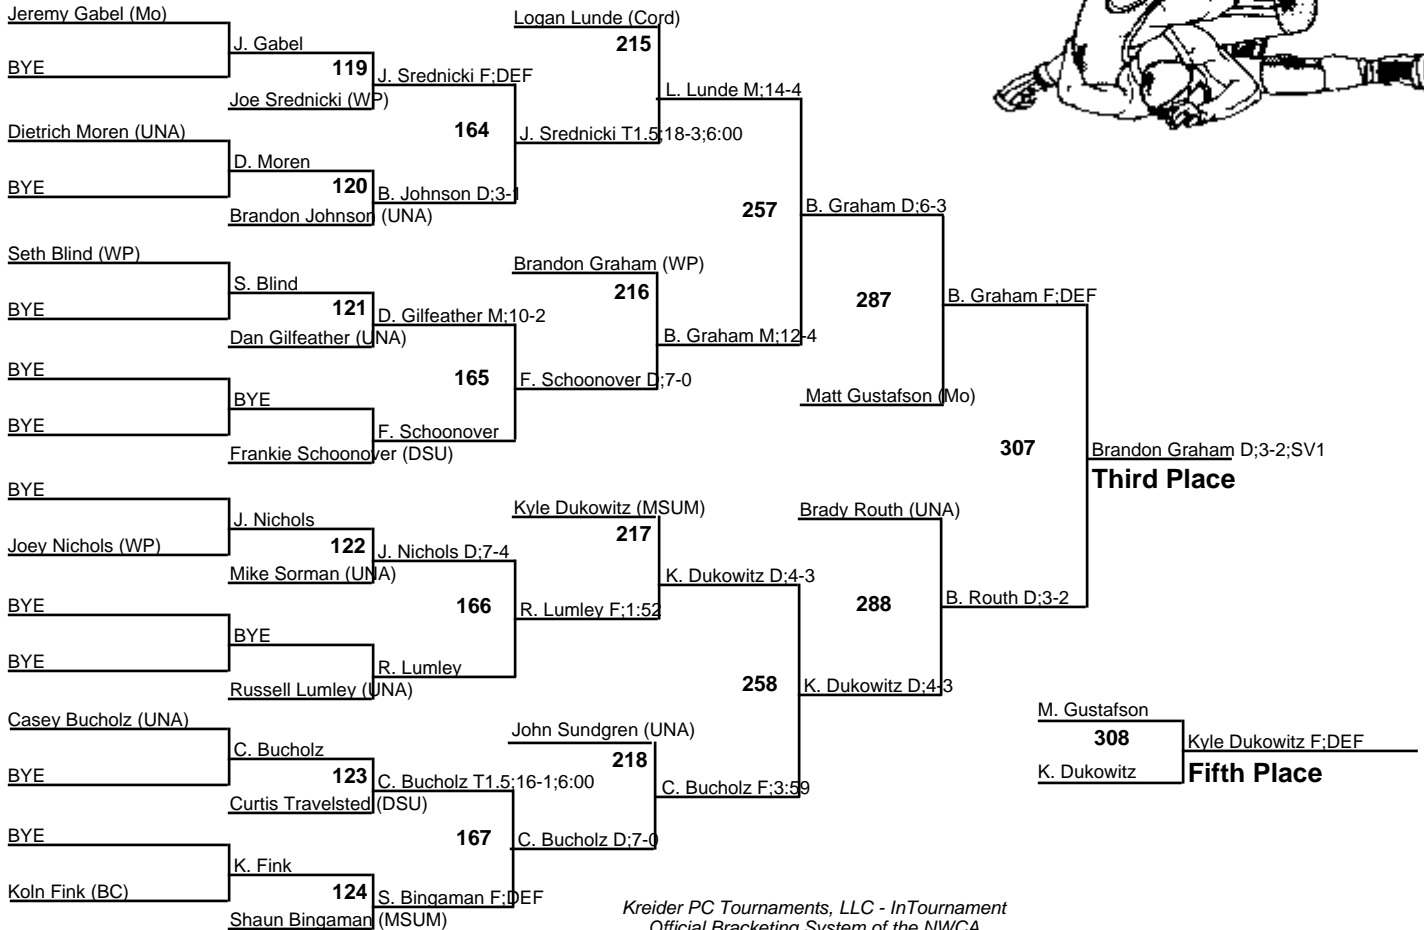 Jeremy Gabel (Mo)
BYE
J. Gabel
119
Joe Srednicki (WP)
J. Srednicki F;DEF
Dietrich Moren (UNA)
BYE
D. Moren
120
Brandon Johnson (UNA)
B. Johnson D;3-1
164
J. Srednicki T1.5;18-3;6:00
Logan Lunde (Cord)
215
L. Lunde M;14-4
Seth Blind (WP)
BYE
S. Blind
121
Dan Gilfeather (UNA)
D. Gilfeather M;10-2
BYE
BYE
BYE
Frankie Schoonover (DSU)
F. Schoonover
165
F. Schoonover D;7-0
Brandon Graham (WP)
216
B. Graham M;12-4
257
B. Graham D;6-3
287
Matt Gustafson (Mo)
B. Graham F;DEF
BYE
Joey Nichols (WP)
J. Nichols
122
Mike Sorman (UNA)
J. Nichols D;7-4
BYE
BYE
BYE
Russell Lumley (UNA)
R. Lumley
166
R. Lumley F;1:52
Kyle Dukowitz (MSUM)
217
K. Dukowitz D;4-3
Casey Bucholz (UNA)
BYE
C. Bucholz
123
Curtis Travelsted (DSU)
C. Bucholz T1.5;16-1;6:00
BYE
Koln Fink (BC)
K. Fink
124
Shaun Bingaman (MSUM)
S. Bingaman F;DEF
167
C. Bucholz D;7-0
John Sundgren (UNA)
218
C. Bucholz F;3:59
258
K. Dukowitz D;4-3
Brady Routh (UNA)
288
B. Routh D;3-2
307
Brandon Graham D;3-2;SV1
Third Place
M. Gustafson
308
K. Dukowitz
Kyle Dukowitz F;DEF
Fifth Place
Kreider PC Tournaments, LLC - InTournament
Official Bracketing System of the NWCA